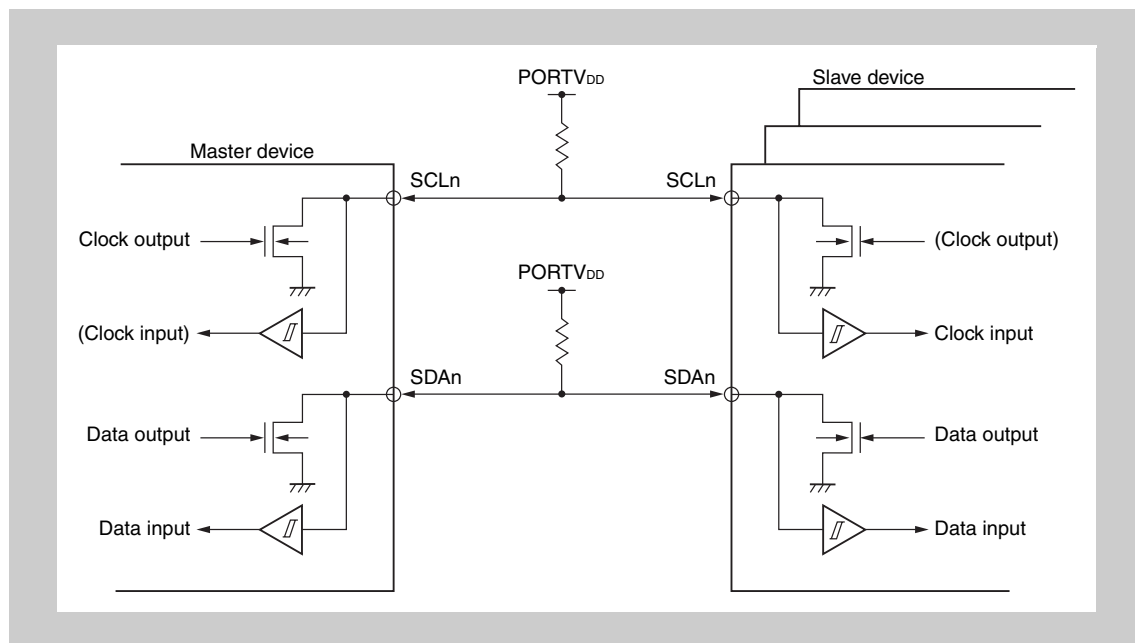 PORTVDD
Slave device
Master device
SCLn
SCLn
Clock output
(Clock output)
PORTVDD
(Clock input)
Clock input
SDAn
SDAn
Data output
Data output
Data input
Data input